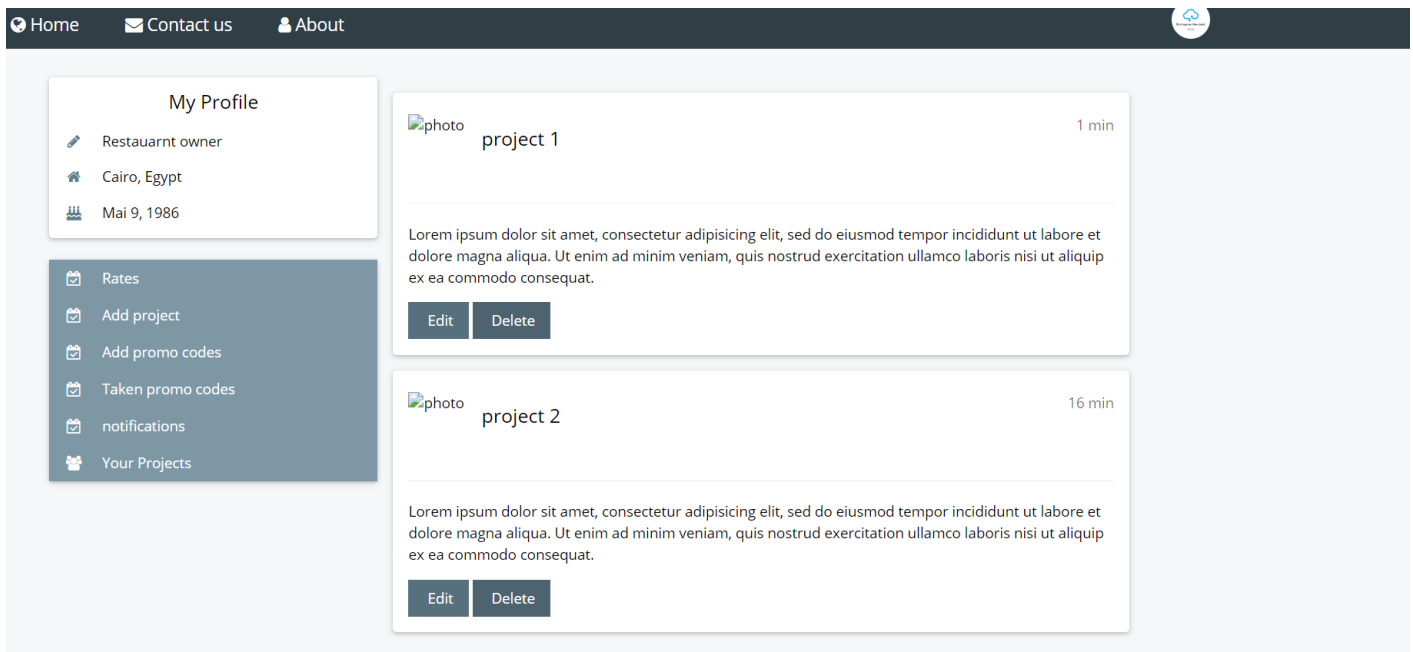 Home
Contact us
About
My Profile
Restauarnt owner
Cairo, Egypt
Mai 9, 1986
Rates
Add project
Add promo codes
Taken promo codes
notifications
Your Projects
photo
project 1
1 min
Lorem ipsum dolor sit amet, consectetur adipisicing elit, sed do eiusmod tempor incididunt ut labore et
dolore magna aliqua. Ut enim ad minim veniam, quis nostrud exercitation ullamco laboris nisi ut aliquip
ex ea commodo consequat.
Edit
Delete
photo
project 2
16 min
Lorem ipsum dolor sit amet, consectetur adipisicing elit, sed do eiusmod tempor incididunt ut labore et
dolore magna aliqua. Ut enim ad minim veniam, quis nostrud exercitation ullamco laboris nisi ut aliquip
ex ea commodo consequat.
Edit
Delete